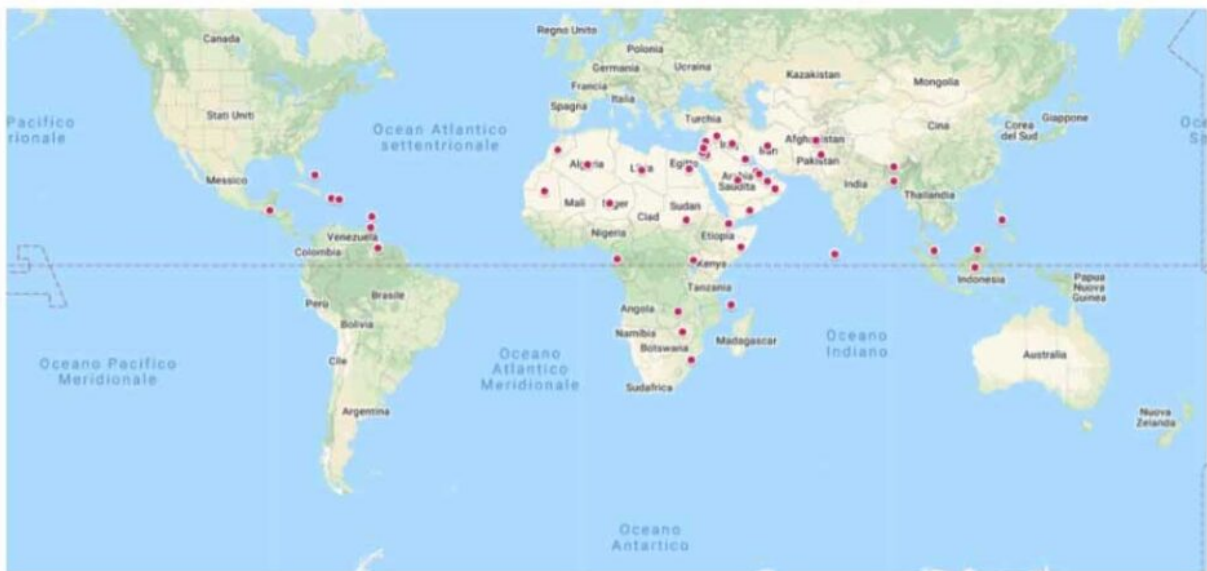 Canada
Regno Unito
Polonia
Germania
Ucraina
Francia
Kazakistan
Mongolia
Italia
Spagna
Stati Uniti
Turchia
Pacifico
rionale
Ocean Atlantico
settentrionale
Cina
Corea
del Sud
Giappone
Afghanistan
Iraq
Iran
Pakistan
Algeria
Libia
Egitto
Arabia
Saudita
India
Messico
Mali
Niger
Ciad
Sudan
Thailandia
Nigeria
Etiopia
Venezuela
Colombia
Kenya
Indonesia
Papua
Nuova
Guinea
Tanzania
Perù
Brasile
Angola
Bolivia
Namibia
Botswana
Madagascar
Oceano
Indiano
Oceano Pacifico
Meridionale
Cile
Oceano
Atlantico
Meridionale
Australia
Sudafrica
Argentina
Nuova
Zelanda
Oceano
Antartico